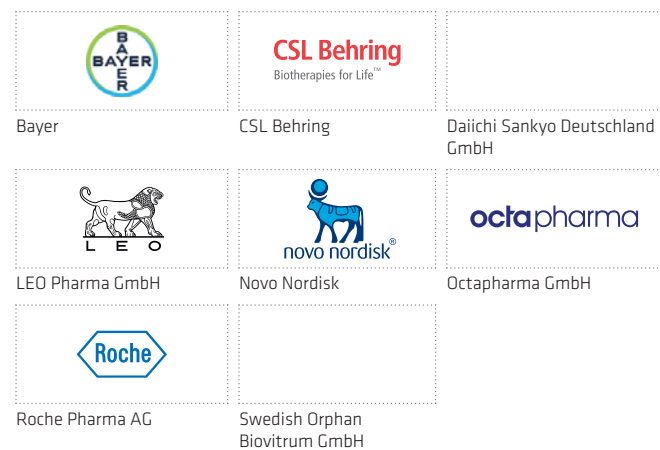 BAYER
BAYER
CSL Behring
Biotherapies for Life™
Bayer
CSL Behring
Daiichi Sankyo Deutschland
GmbH
LEO
novo nordisk®
octapharma
LEO Pharma GmbH
Novo Nordisk
Octapharma GmbH
Roche
Roche Pharma AG
Swedish Orphan
Biovitrum GmbH